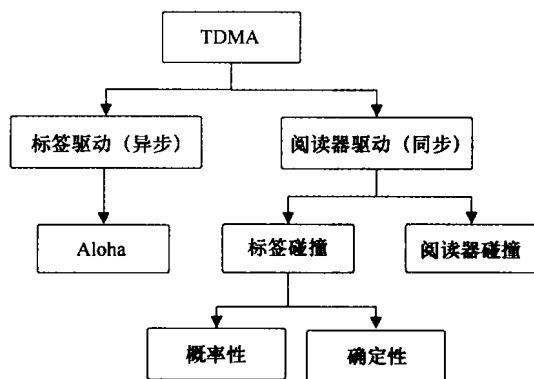 TDMA
标签驱动（异步）
阅读器驱动（同步）
Aloha
标签碰撞
阅读器碰撞
概率性
确定性